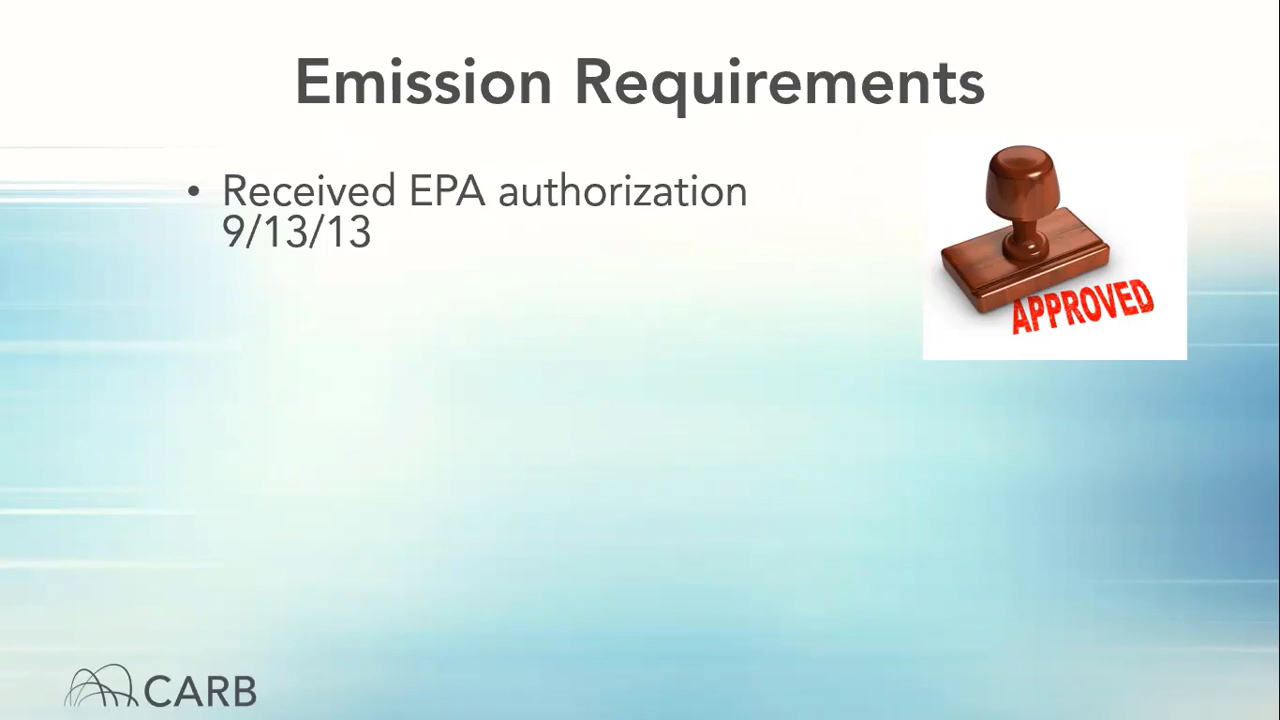 Emission Requirements
• Received EPA authorization
9/13/13
APPROVED
CARB